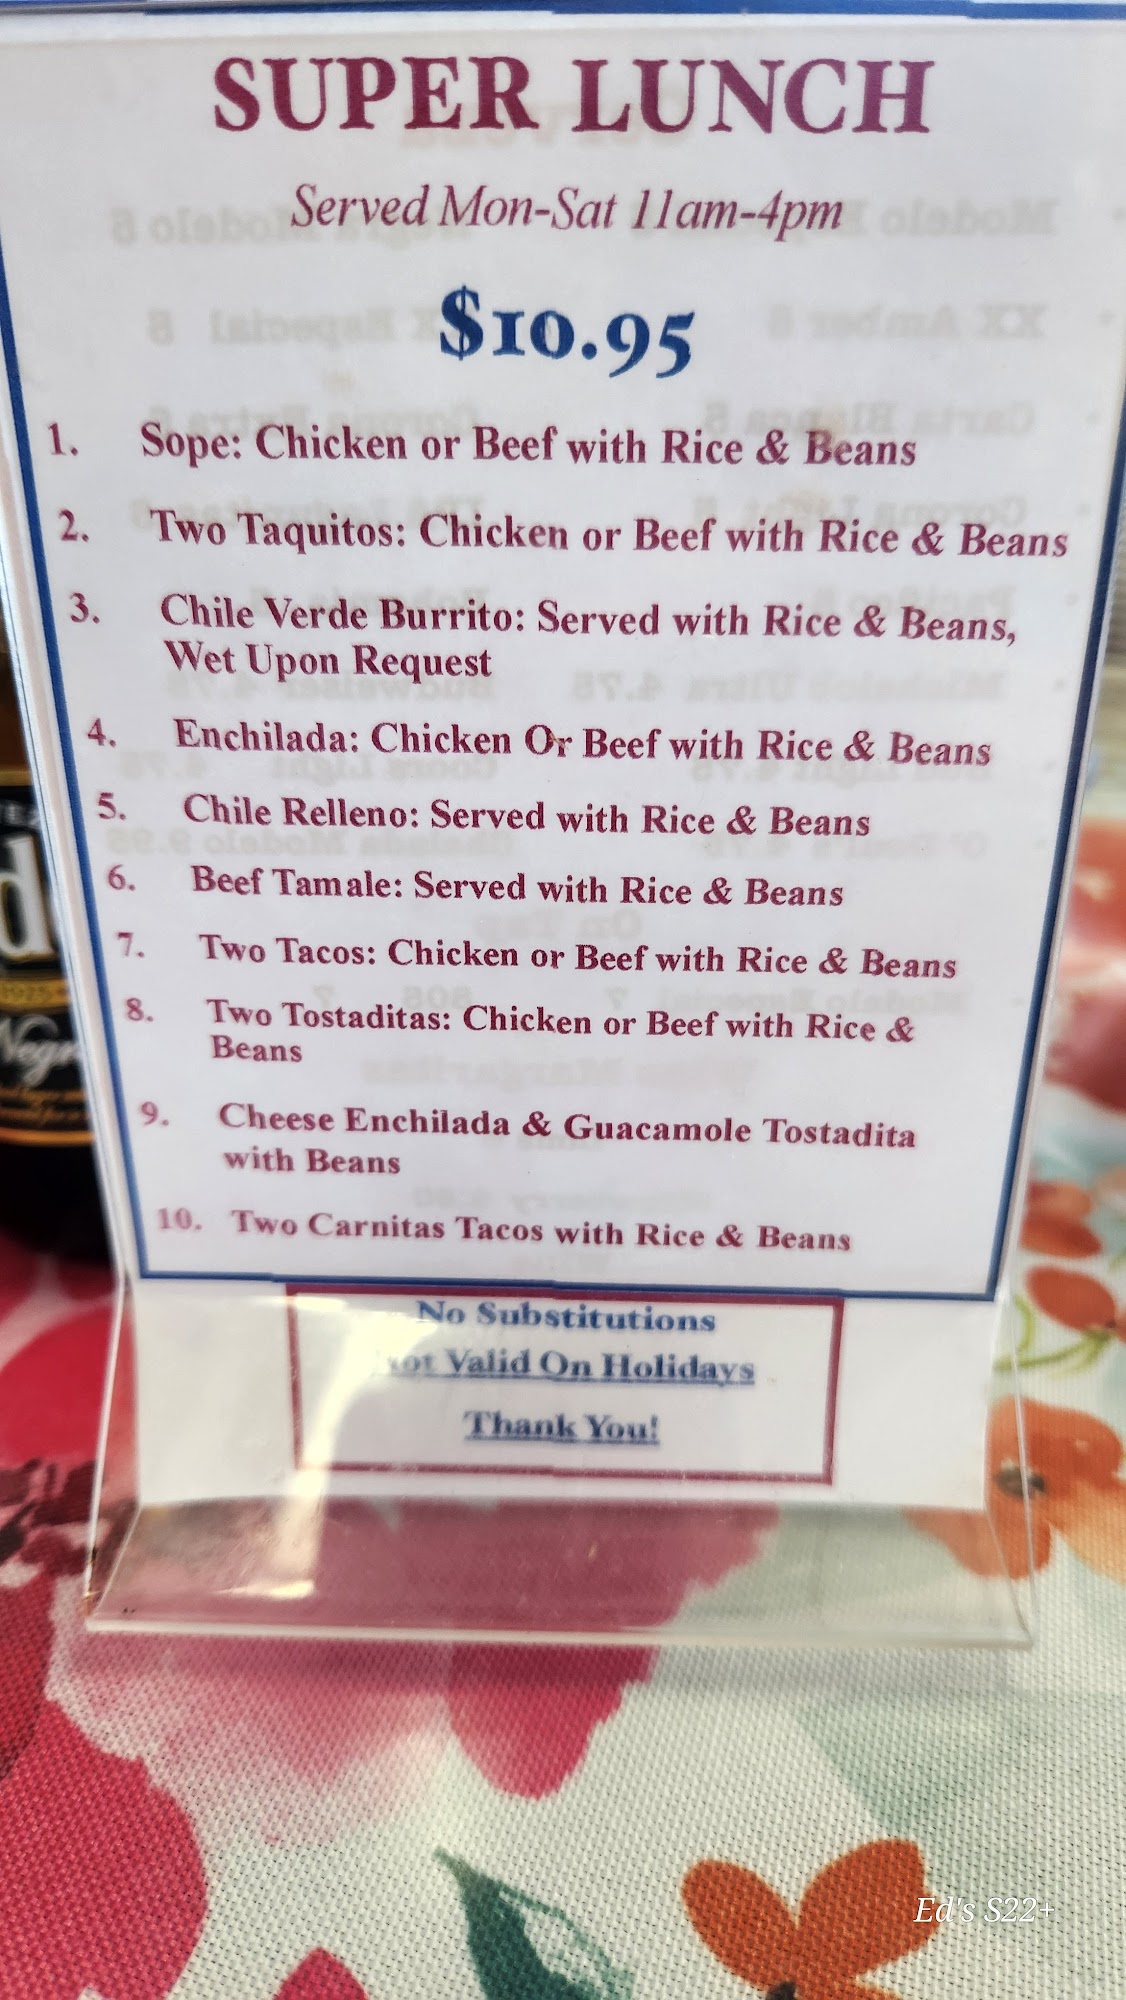 SUPER LUNCH
Served Mon-Sat 11am-4pm
$10.95
1. Sope: Chicken or Beef with Rice & Beans
2. Two Taquitos: Chicken or Beef with Rice & Beans
3. Chile Verde Burrito: Served with Rice & Beans,
Wet Upon Request
4. Enchilada: Chicken Or Beef with Rice & Beans
5. Chile Relleno: Served with Rice & Beans
6. Beef Tamale: Served with Rice & Beans
7. Two Tacos: Chicken or Beef with Rice & Beans
8. Two Tostaditas: Chicken or Beef with Rice &
Beans
9. Cheese Enchilada & Guacamole Tostadita
with Beans
10. Two Carnitas Tacos with Rice & Beans
No Substitutions
Not Valid On Holidays
Thank You!
Ed's S22+